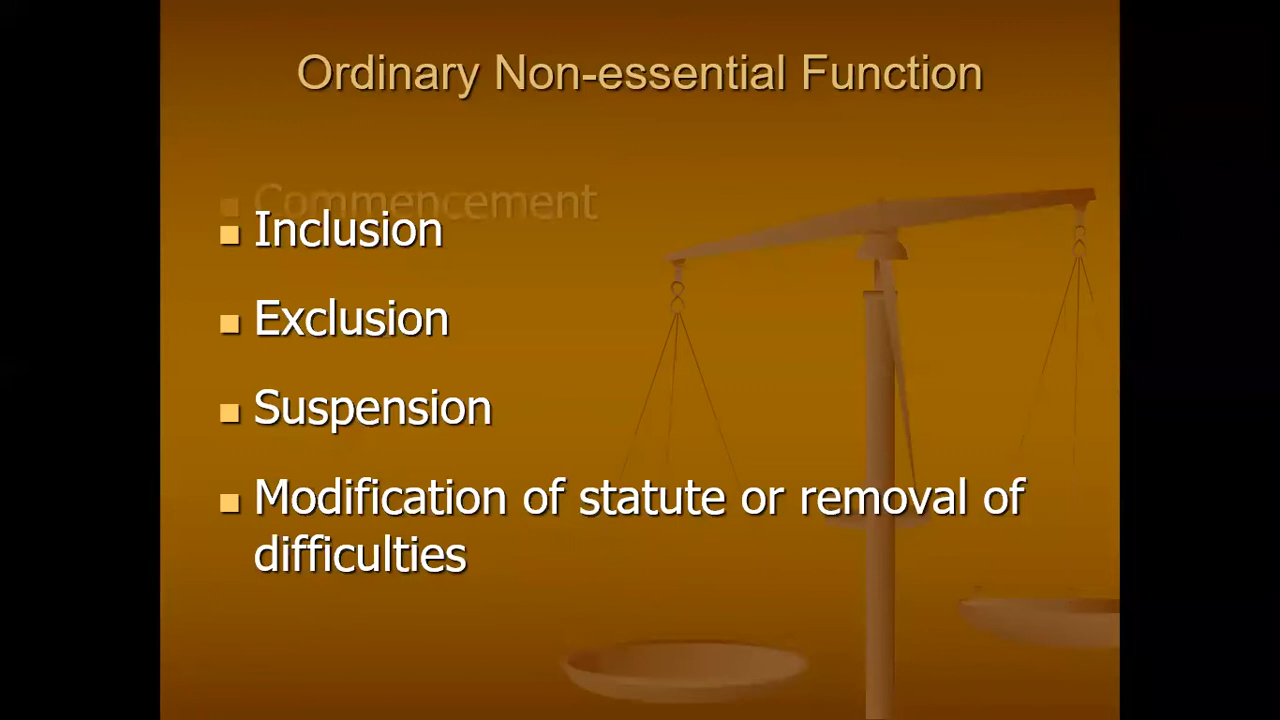 Ordinary Non-essential Function
Commencement
Inclusion
Exclusion
Suspension
Modification of statute or removal of
difficulties